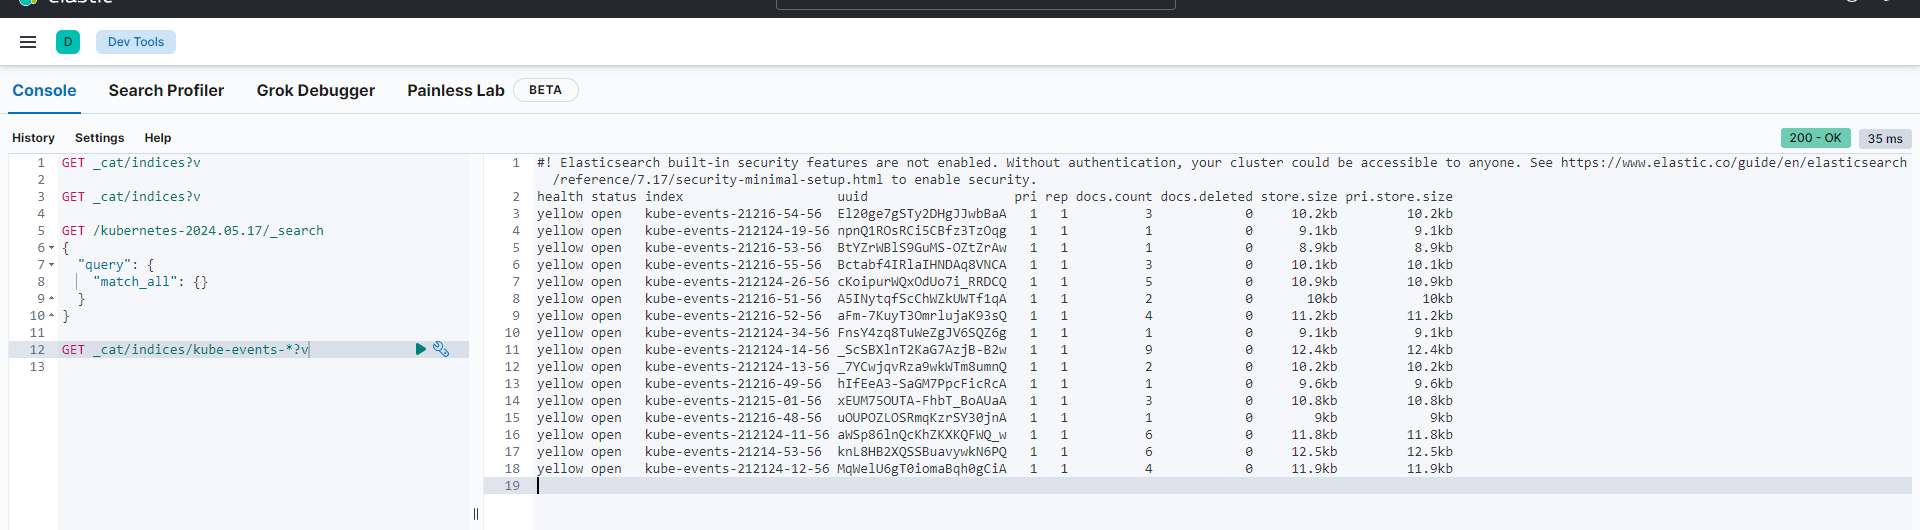 elastic
D Dev Tools
Console Search Profiler Grok Debugger Painless Lab BETA
History Settings Help
200 - OK 35 ms
1 GET _cat/indices?v
2
3 GET _cat/indices?v
4
5 GET /kubernetes-2024.05.17/_search
6 {
7 "query": {
8 "match_all": {}
9 }
10 }
11
12 GET _cat/indices/kube-events-*?v
13
1 #! Elasticsearch built-in security features are not enabled. Without authentication, your cluster could be accessible to anyone. See https://www.elastic.co/guide/en/elasticsearch
/reference/7.17/security-minimal-setup.html to enable security.
2 health status index uuid pri rep docs.count docs.deleted store.size pri.store.size
3 yellow open kube-events-21216-54-56 El20ge7gSTy2DHgJJwbBaA 1 1 3 0 10.2kb 10.2kb
4 yellow open kube-events-212124-19-56 npnQ1ROsRCi5CBfz3TzOqg 1 1 1 0 9.1kb 9.1kb
5 yellow open kube-events-21216-53-56 BtYZrWBlS9GuMS-OZtZrAw 1 1 1 0 8.9kb 8.9kb
6 yellow open kube-events-21216-55-56 Bctabf4IRlaIHNDAq8VNCA 1 1 3 0 10.1kb 10.1kb
7 yellow open kube-events-212124-26-56 cKoipurWQxOdUo7i_RRDCQ 1 1 5 0 10.9kb 10.9kb
8 yellow open kube-events-21216-51-56 A5INytqfScChWZkUWTf1qA 1 1 2 0 10kb 10kb
9 yellow open kube-events-21216-52-56 aFm-7KuyT3OmrlujaK93sQ 1 1 4 0 11.2kb 11.2kb
10 yellow open kube-events-212124-34-56 FnsY4zq8TuWeZgJV6SQZ6g 1 1 1 0 9.1kb 9.1kb
11 yellow open kube-events-212124-14-56 _ScSBXlnT2KaG7AzjB-B2w 1 1 9 0 12.4kb 12.4kb
12 yellow open kube-events-212124-13-56 _7YCwjqvRza9wkWTm8umnQ 1 1 2 0 10.2kb 10.2kb
13 yellow open kube-events-21216-49-56 hIfEeA3-SaGM7PpcFicRcA 1 1 1 0 9.6kb 9.6kb
14 yellow open kube-events-21215-01-56 xEUM75OUTA-FhbT_BoAUaA 1 1 3 0 10.8kb 10.8kb
15 yellow open kube-events-21216-48-56 uOUPOZLOSRmqKzrSY30jnA 1 1 1 0 9kb 9kb
16 yellow open kube-events-212124-11-56 aWSp86lnQcKhZKXKQFWQ_w 1 1 6 0 11.8kb 11.8kb
17 yellow open kube-events-21214-53-56 knL8HB2XQSSBuavywkN6PQ 1 1 6 0 12.5kb 12.5kb
18 yellow open kube-events-212124-12-56 MqWelU6gT0iomaBqh0gCiA 1 1 4 0 11.9kb 11.9kb
19